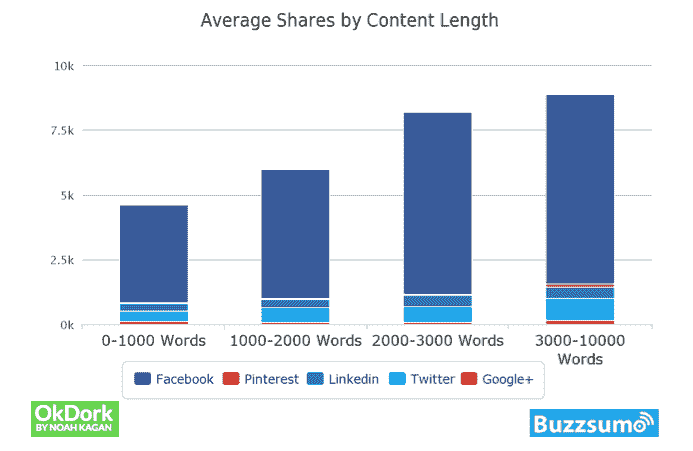 Average Shares by Content Length
10k
7.5k
5k
2.5k
0k
0-1000 Words
1000-2000 Words
2000-3000 Words
3000-10000
Words
Facebook
Pinterest
Linkedin
Twitter
Google+
OkDork
BY NOAH KAGAN
Buzzsumo